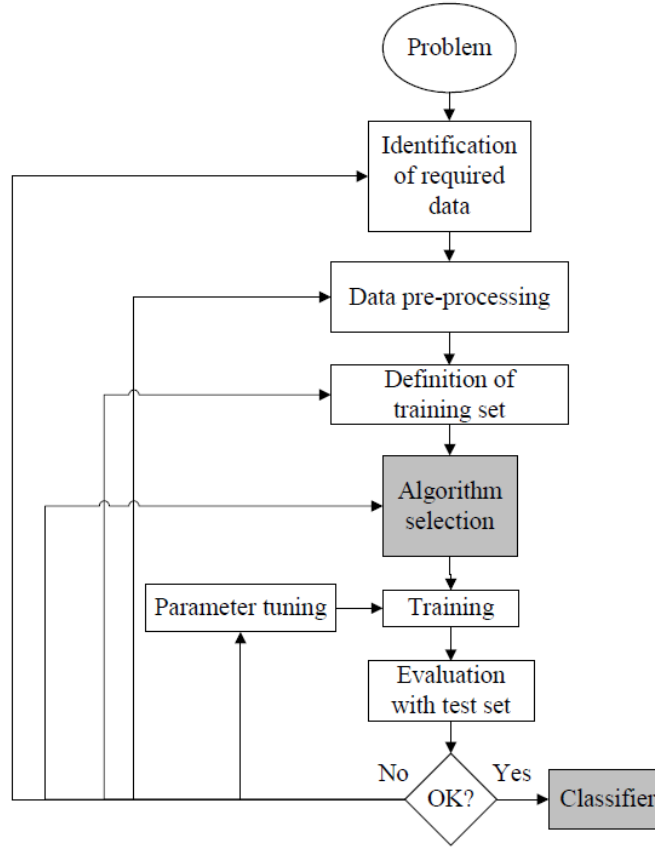 Problem
Identification
of required
data
Data pre-processing
Definition of
training set
Algorithm
selection
Parameter tuning
Training
Evaluation
with test set
No
Yes
OK?
Classifier